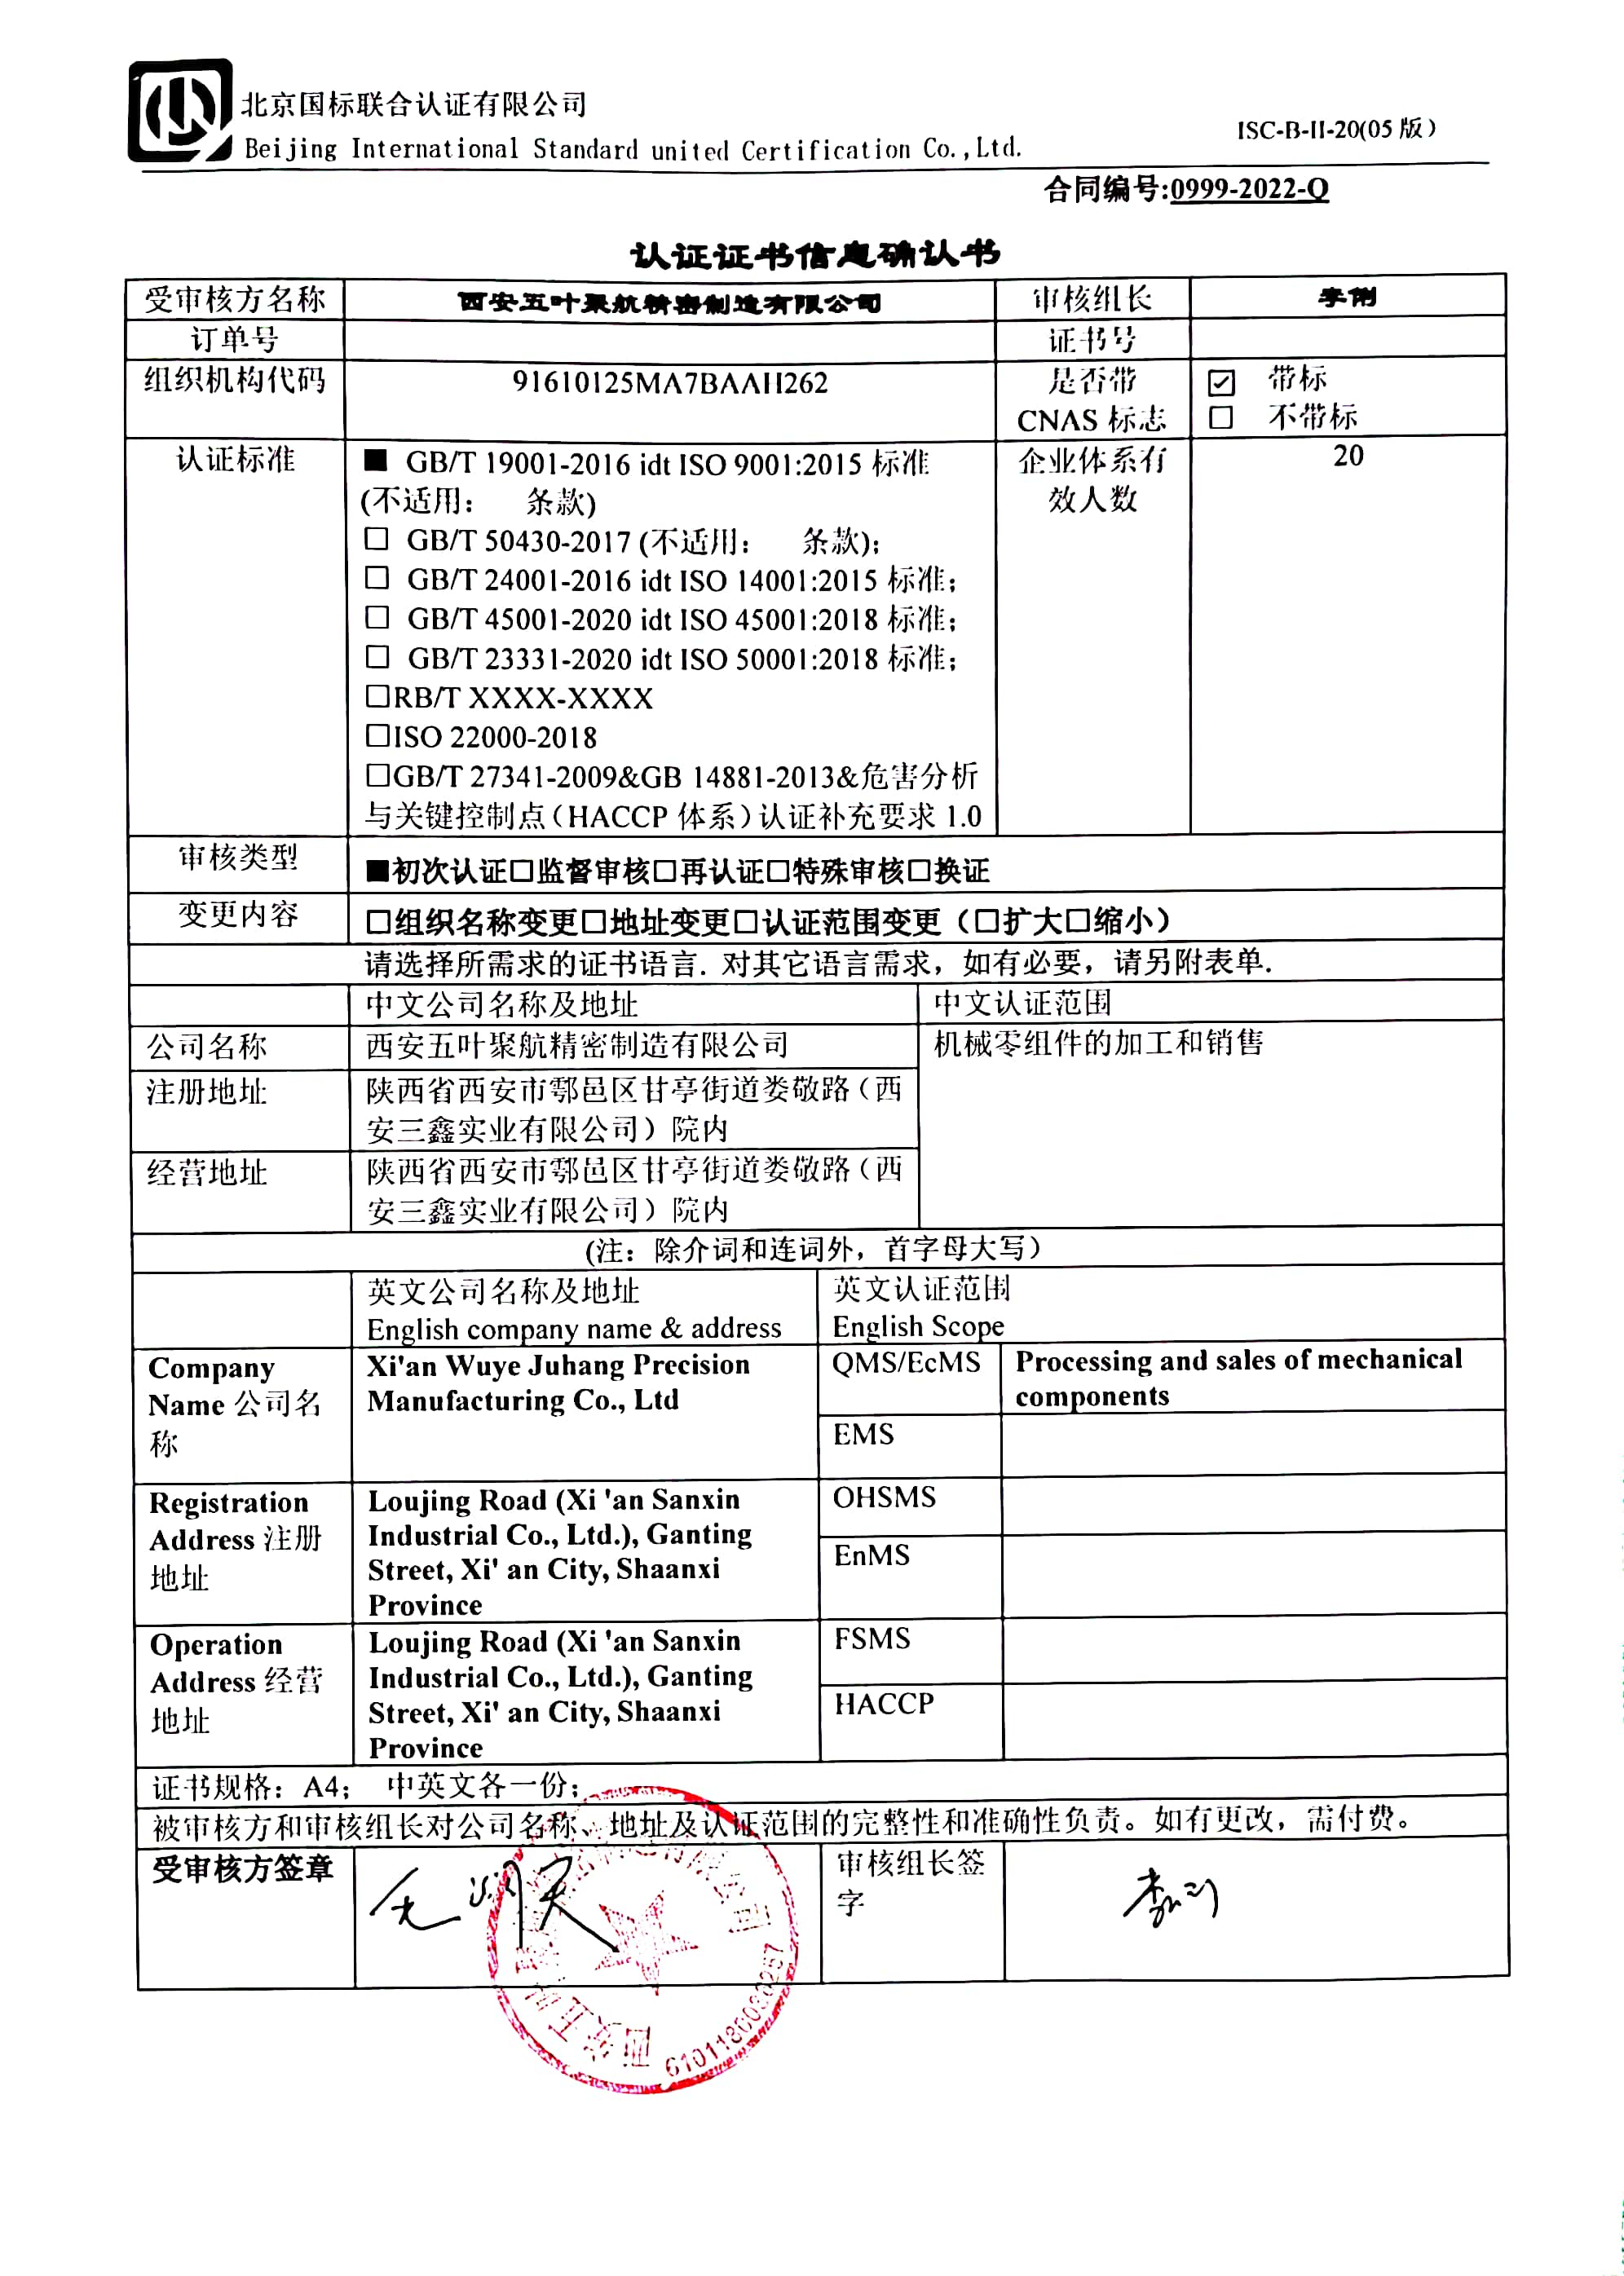 北京国标联合认证有限公司
Beijing International Standard united Certification Co.,Ltd.
ISC-B-II-20(05 版)
合同编号:0999-2022-Q
认证证书信息确认书
受审核方名称 西安五叶聚航精密制造有限公司 审核组长 李俐
订单号 证书号
组织机构代码 91610125MA7BAAH262 是否带 ☑ 带标
CNAS 标志 □ 不带标
认证标准 ■ GB/T 19001-2016 idt ISO 9001:2015 标准 企业体系有 20
(不适用： 条款) 效人数
□ GB/T 50430-2017 (不适用： 条款);
□ GB/T 24001-2016 idt ISO 14001:2015 标准;
□ GB/T 45001-2020 idt ISO 45001:2018 标准;
□ GB/T 23331-2020 idt ISO 50001:2018 标准;
□RB/T XXXX-XXXX
□ISO 22000-2018
□GB/T 27341-2009&GB 14881-2013&危害分析
与关键控制点（HACCP 体系）认证补充要求 1.0
审核类型 ■初次认证□监督审核□再认证□特殊审核□换证
变更内容 □组织名称变更□地址变更□认证范围变更（□扩大□缩小）
请选择所需求的证书语言. 对其它语言需求，如有必要，请另附表单.
中文公司名称及地址 中文认证范围
公司名称 西安五叶聚航精密制造有限公司 机械零组件的加工和销售
注册地址 陕西省西安市鄠邑区甘亭街道娄敬路（西
安三鑫实业有限公司）院内
经营地址 陕西省西安市鄠邑区甘亭街道娄敬路（西
安三鑫实业有限公司）院内
(注：除介词和连词外，首字母大写）
英文公司名称及地址 英文认证范围
English company name & address English Scope
Company Name 公司名称 Xi'an Wuye Juhang Precision QMS/EcMS Processing and sales of mechanical
Manufacturing Co., Ltd components
EMS
Registration Address 注册地址 Loujing Road (Xi 'an Sanxin OHSMS
Industrial Co., Ltd.), Ganting
Street, Xi' an City, Shaanxi EnMS
Province
Operation Address 经营地址 Loujing Road (Xi 'an Sanxin FSMS
Industrial Co., Ltd.), Ganting
Street, Xi' an City, Shaanxi HACCP
Province
证书规格：A4； 中英文各一份；
被审核方和审核组长对公司名称、地址及认证范围的完整性和准确性负责。如有更改，需付费。
受审核方签章 审核组长签
字